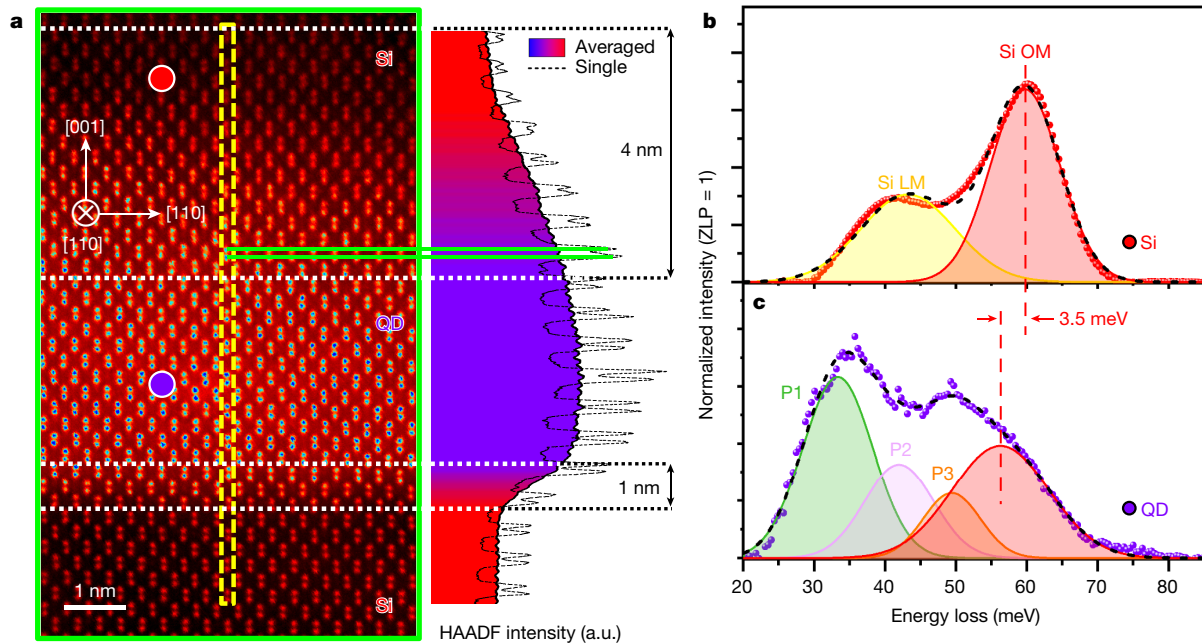 a
Si
[001]
[110]
[110]
QD
1 nm
Si
Averaged
Single
4 nm
1 nm
HAADF intensity (a.u.)
b
Si OM
Si LM
Si
Normalized intensity (ZLP = 1)
c
3.5 meV
P1
P2
P3
QD
20 30 40 50 60 70 80
Energy loss (meV)